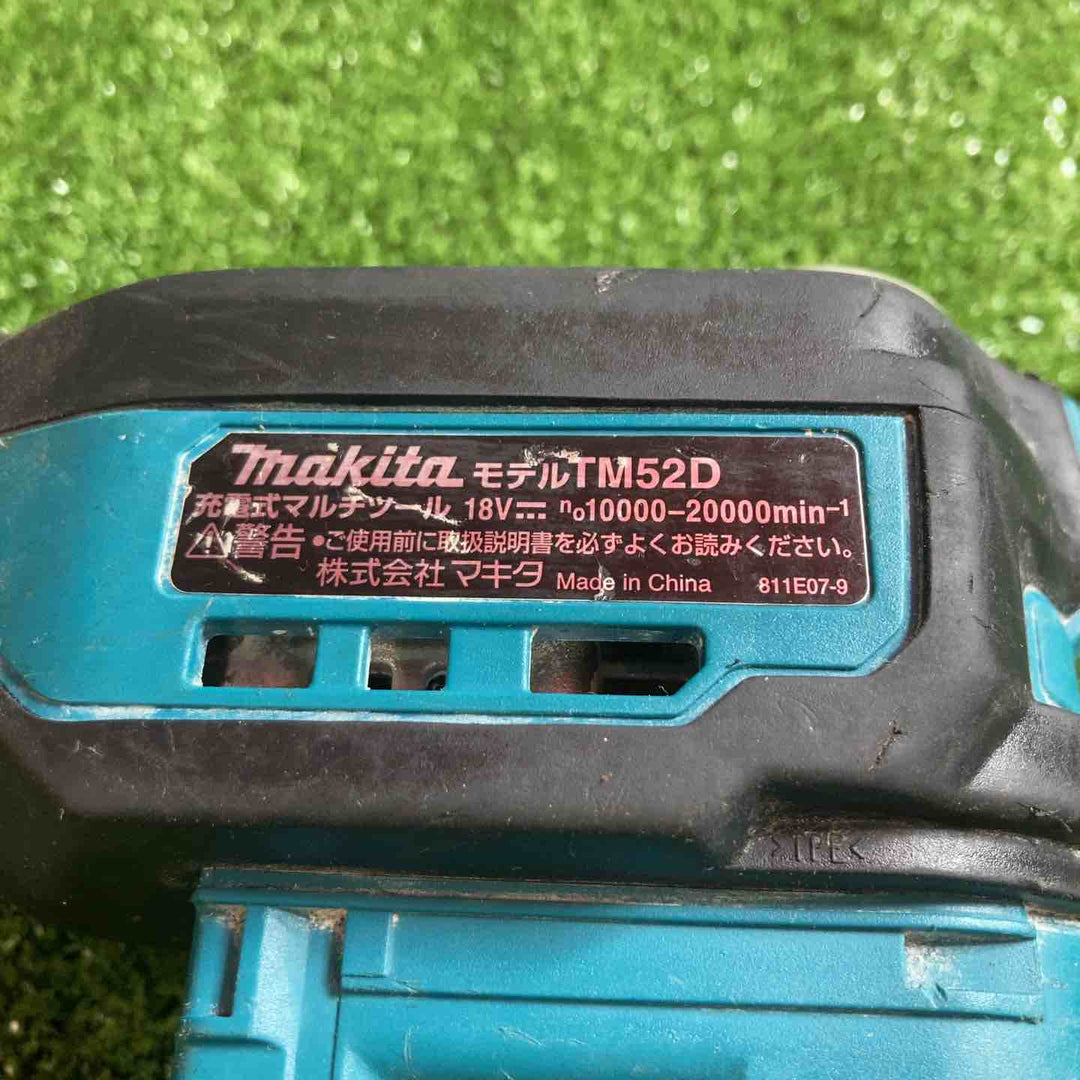 makita モデルTM52D
充電式マルチツール 18V⎓ n₀10000-20000min⁻¹
⚠警告 •ご使用前に取扱説明書を必ずよくお読みください。
株式会社 マキタ Made in China 811E07-9
>TPE<